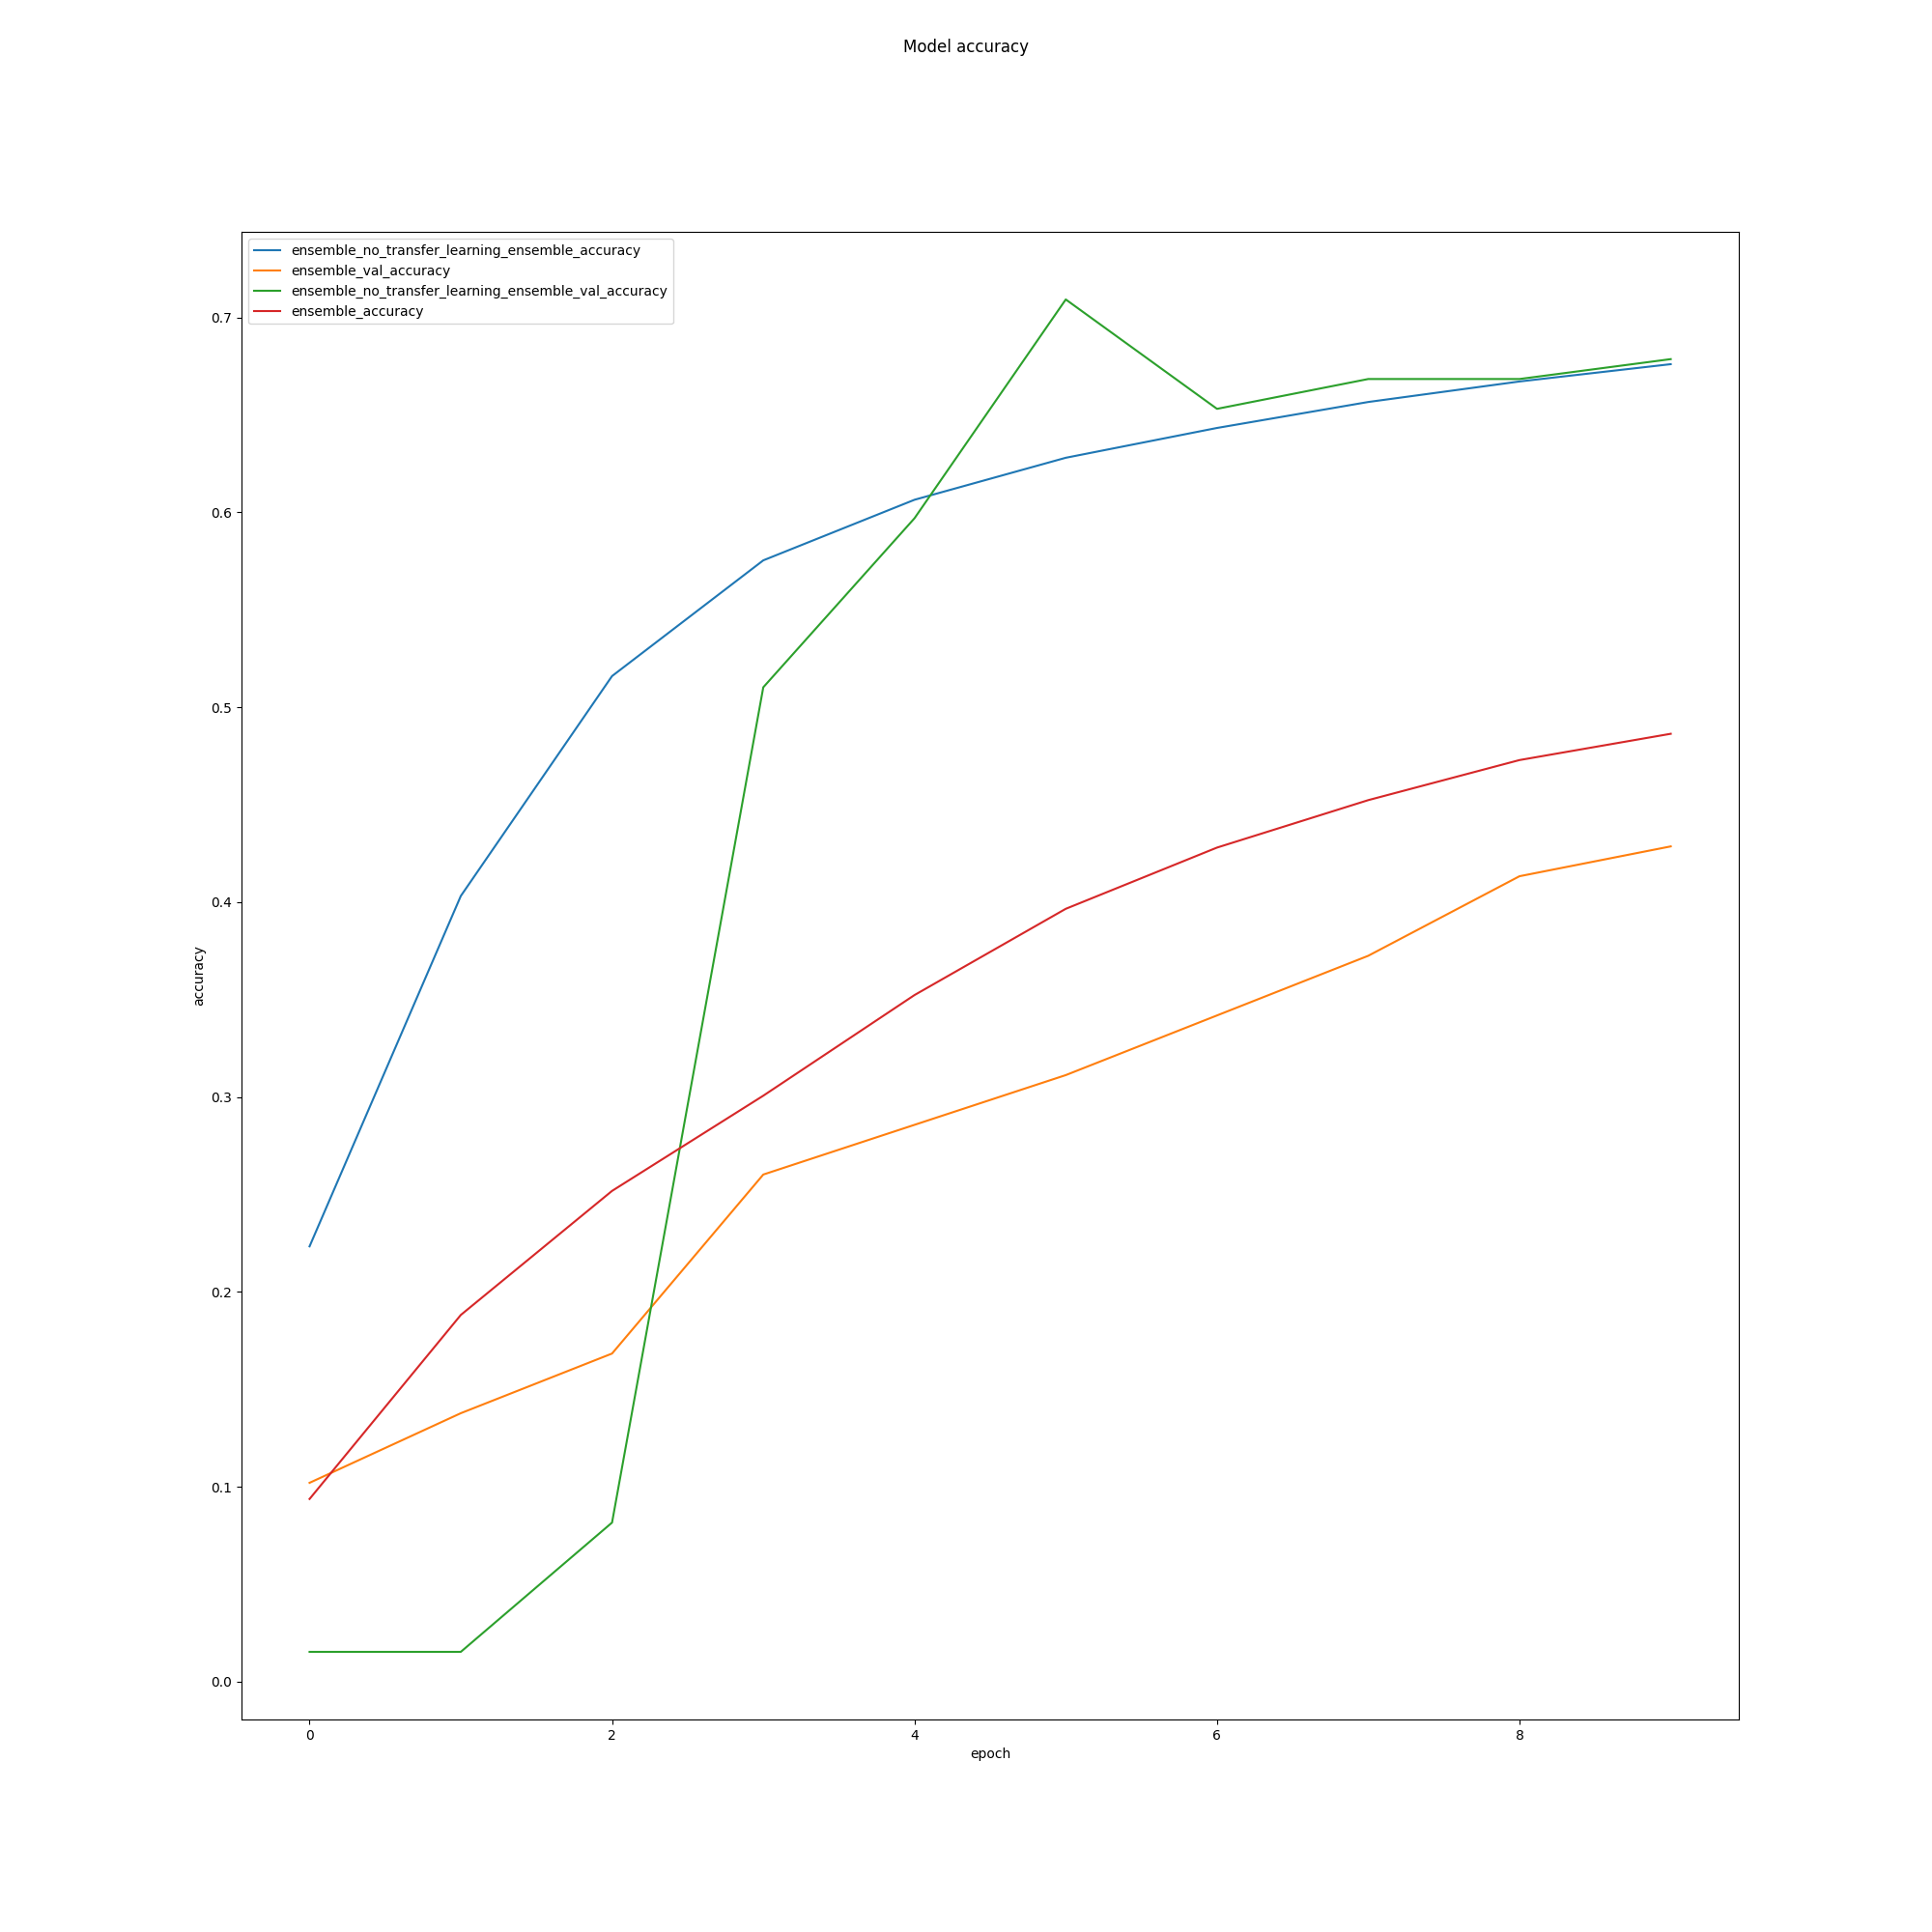 Model accuracy
ensemble_no_transfer_learning_ensemble_accuracy
ensemble_val_accuracy
ensemble_no_transfer_learning_ensemble_val_accuracy
ensemble_accuracy
0.7
0.6
0.5
0.4
0.3
0.2
0.1
0.0
accuracy
0 2 4 6 8
epoch